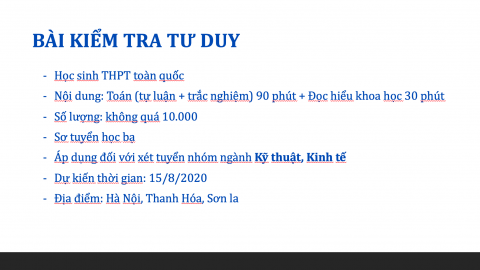 BÀI KIỂM TRA TƯ DUY
- Học sinh THPT toàn quốc
- Nội dung: Toán (tự luận + trắc nghiệm) 90 phút + Đọc hiểu khoa học 30 phút
- Số lượng: không quá 10.000
- Sơ tuyển học bạ
- Áp dụng đối với xét tuyển nhóm ngành Kỹ thuật, Kinh tế
- Dự kiến thời gian: 15/8/2020
- Địa điểm: Hà Nội, Thanh Hóa, Sơn la